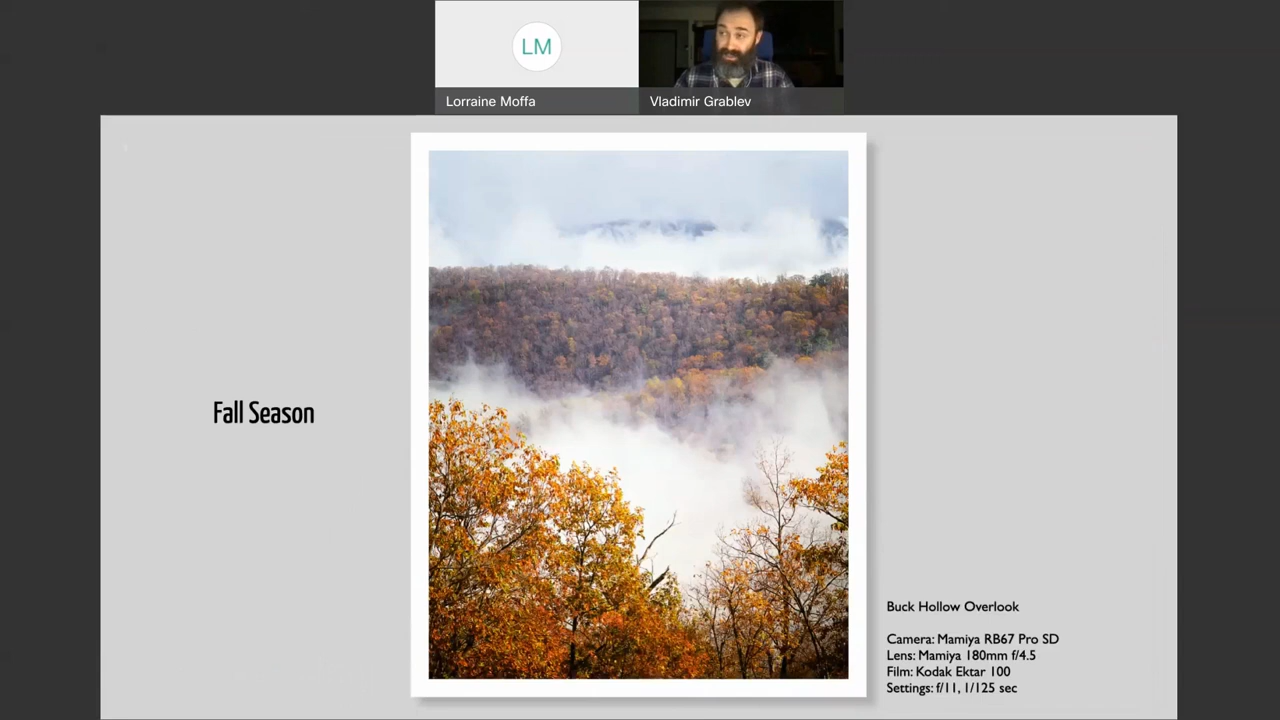 LM
Lorraine Moffa
Vladimir Grablev
Fall Season
Buck Hollow Overlook
Camera: Mamiya RB67 Pro SD
Lens: Mamiya 180mm f/4.5
Film: Kodak Ektar 100
Settings: f/11, 1/125 sec